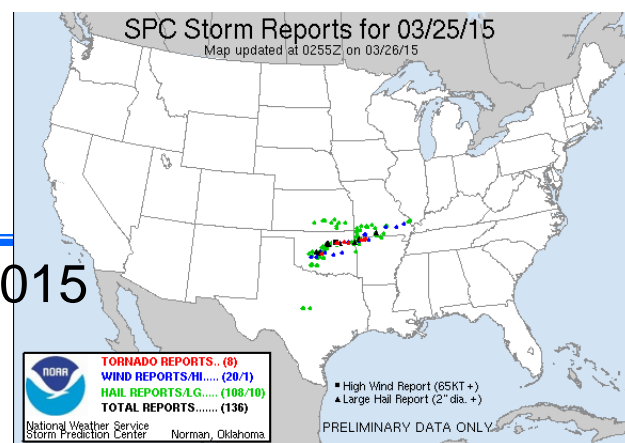 SPC Storm Reports for 03/25/15
Map updated at 0255Z on 03/26/15
015
NOAA
TORNADO REPORTS.. (8)
WIND REPORTS/HI..... (20/1)
HAIL REPORTS/LG..... (108/10)
TOTAL REPORTS....... (136)
National Weather Service
Storm Prediction Center Norman, Oklahoma
High Wind Report (65KT +)
Large Hail Report (2" dia. +)
PRELIMINARY DATA ONLY